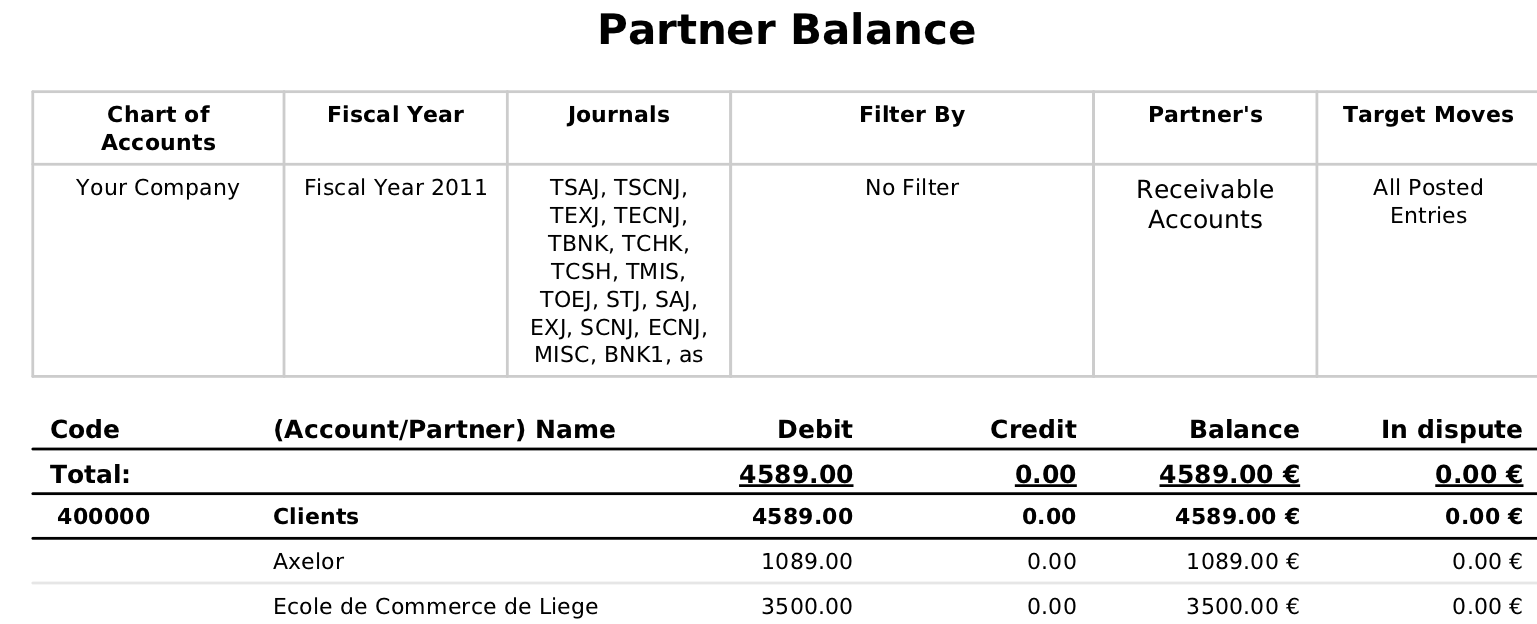 Partner Balance
Chart of Accounts Fiscal Year Journals Filter By Partner's Target Moves
Your Company Fiscal Year 2011 TSAJ, TSCNJ, No Filter Receivable All Posted
TEXJ, TECNJ, Accounts Entries
TBNK, TCHK,
TCSH, TMIS,
TOEJ, STJ, SAJ,
EXJ, SCNJ, ECNJ,
MISC, BNK1, as
Code (Account/Partner) Name Debit Credit Balance In dispute
Total: 4589.00 0.00 4589.00 € 0.00 €
400000 Clients 4589.00 0.00 4589.00 € 0.00 €
Axelor 1089.00 0.00 1089.00 € 0.00 €
Ecole de Commerce de Liege 3500.00 0.00 3500.00 € 0.00 €